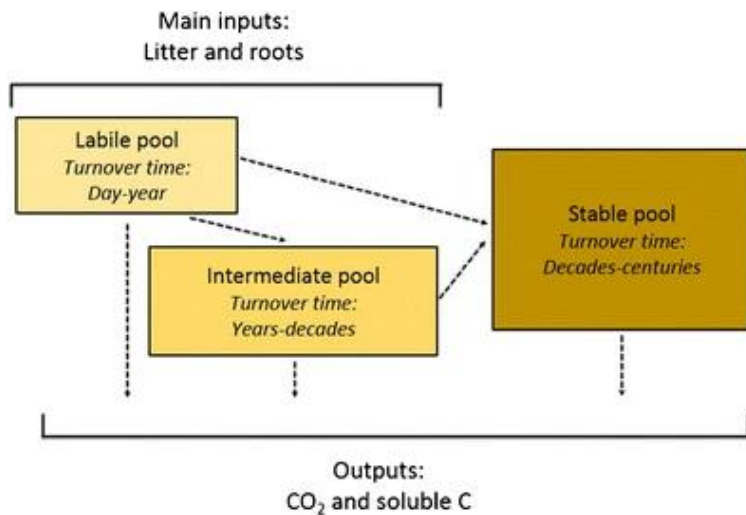 Main inputs:
Litter and roots
Labile pool
Turnover time:
Day-year
Intermediate pool
Turnover time:
Years-decades
Stable pool
Turnover time:
Decades-centuries
Outputs:
CO₂ and soluble C